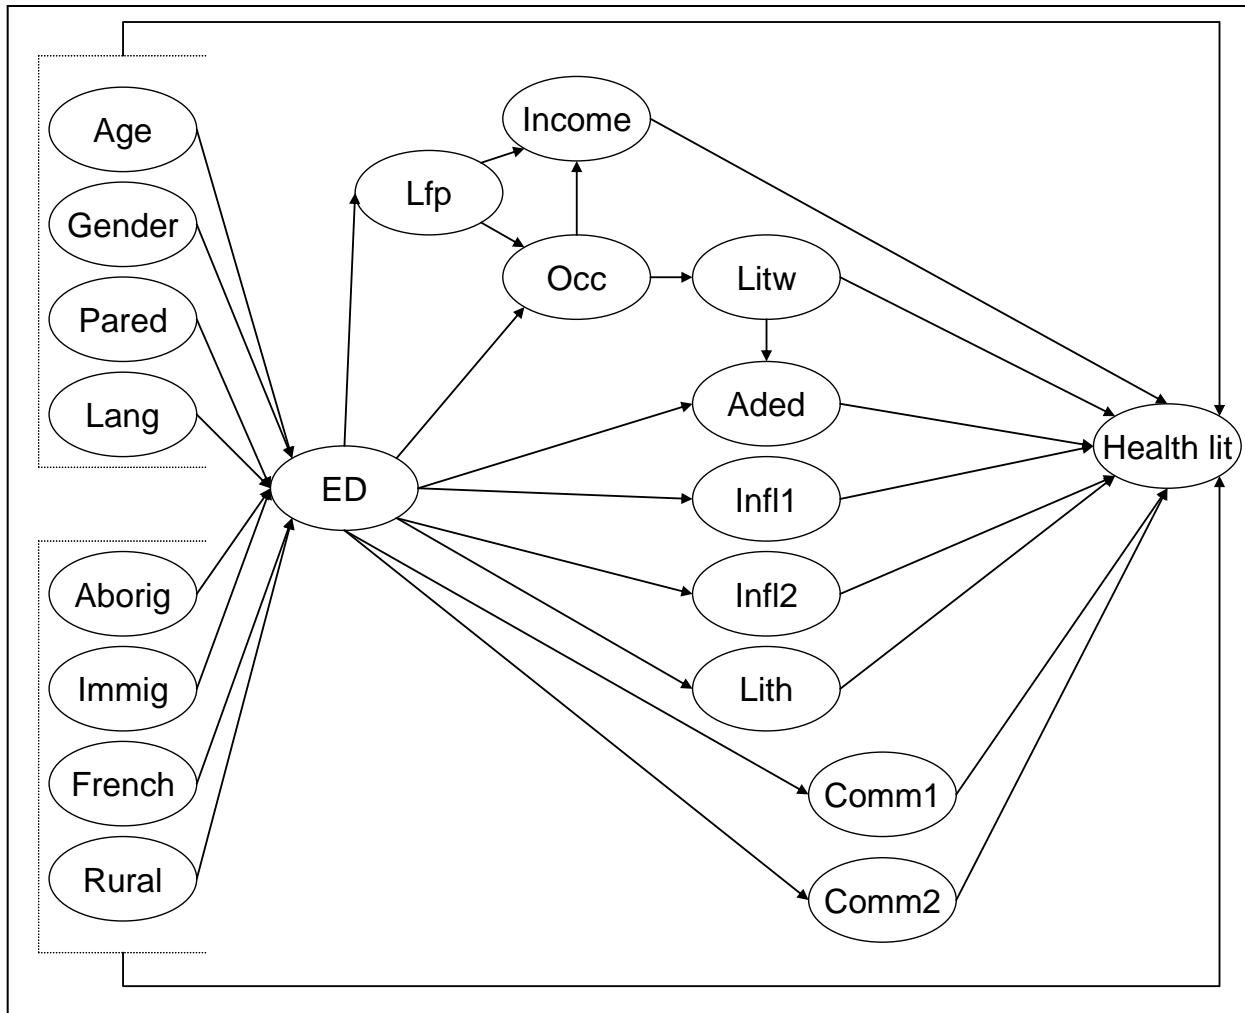 Age
Gender
Pared
Lang
Aborig
Immig
French
Rural
ED
Lfp
Income
Occ
Litw
Aded
Infl1
Infl2
Lith
Comm1
Comm2
Health lit